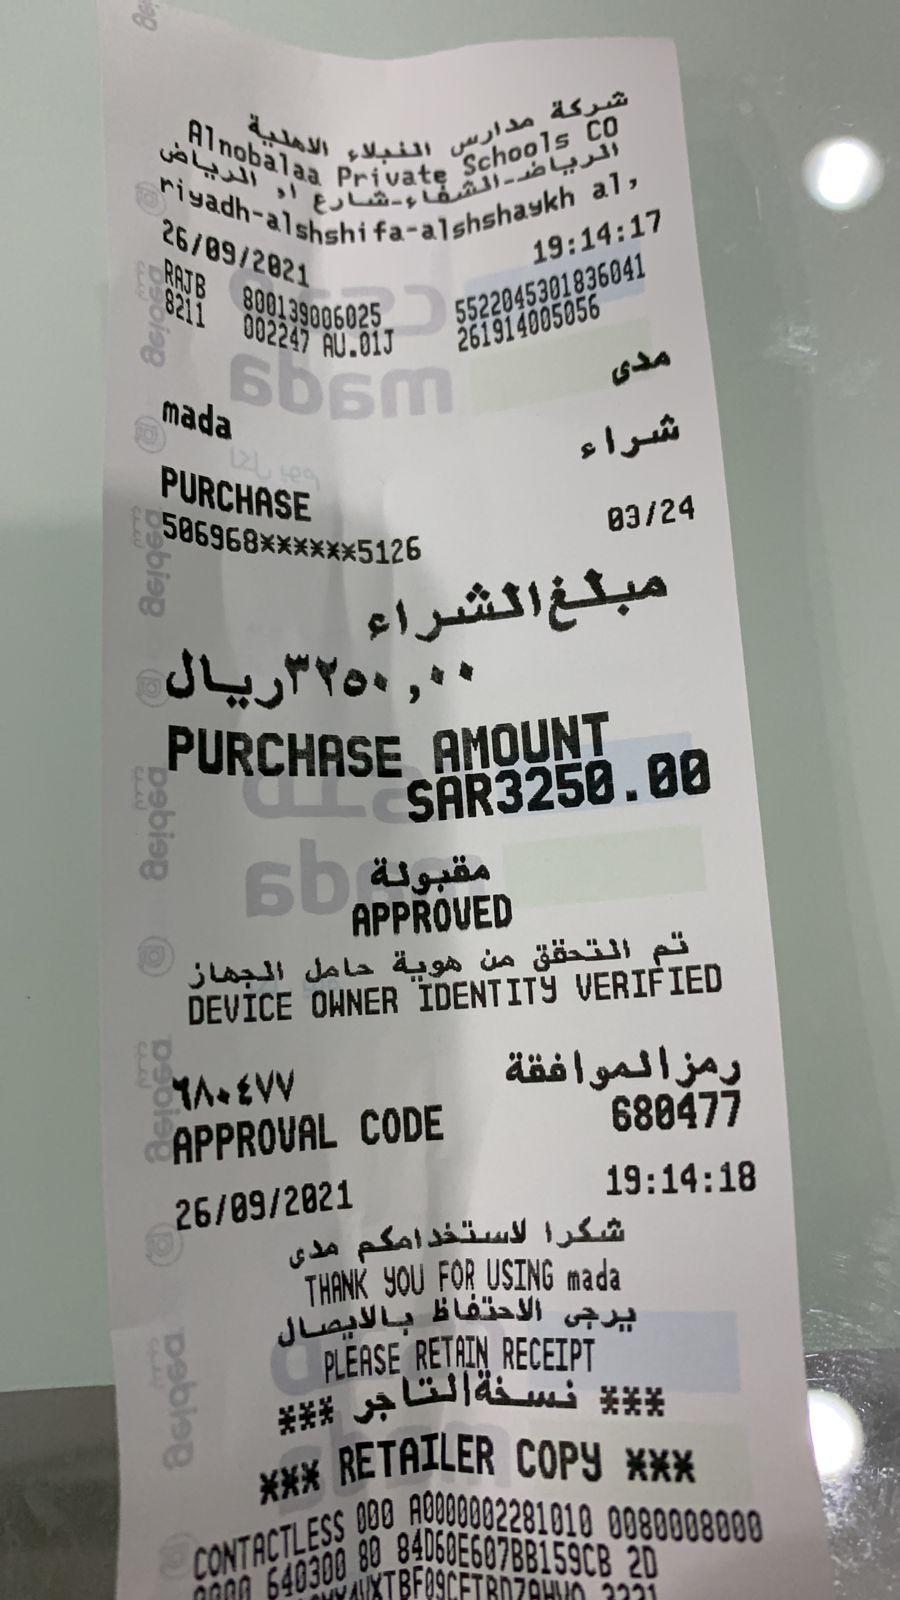 شركة مدارس النبلاء الاهلية
Alnobalaa Private Schools CO
الرياض-الشفاء-شارع ا, الرياض
riyadh-alshshifa-alshshaykh al,
26/09/2021 19:14:17
RAJB 800139006025 5522045301836041
8211 002247 AU.01J 261914005056
مدى
mada
شراء
PURCHASE
506968******5126 03/24
مبلغ الشراء
٣٢٥٠,٠٠ ريال
PURCHASE AMOUNT
SAR3250.00
مقبولة
APPROVED
تم التحقق من هوية حامل الجهاز
DEVICE OWNER IDENTITY VERIFIED
رمز الموافقة ٦٨٠٤٧٧
APPROVAL CODE 680477
26/09/2021 19:14:18
شكرا لاستخدامكم مدى
THANK YOU FOR USING mada
يرجى الاحتفاظ بالايصال
PLEASE RETAIN RECEIPT
*** نسخة التاجر ***
*** RETAILER COPY ***
CONTACTLESS 000 A0000002281010 0080008000
0000 640300 80 84D60E607BB159CB 2D